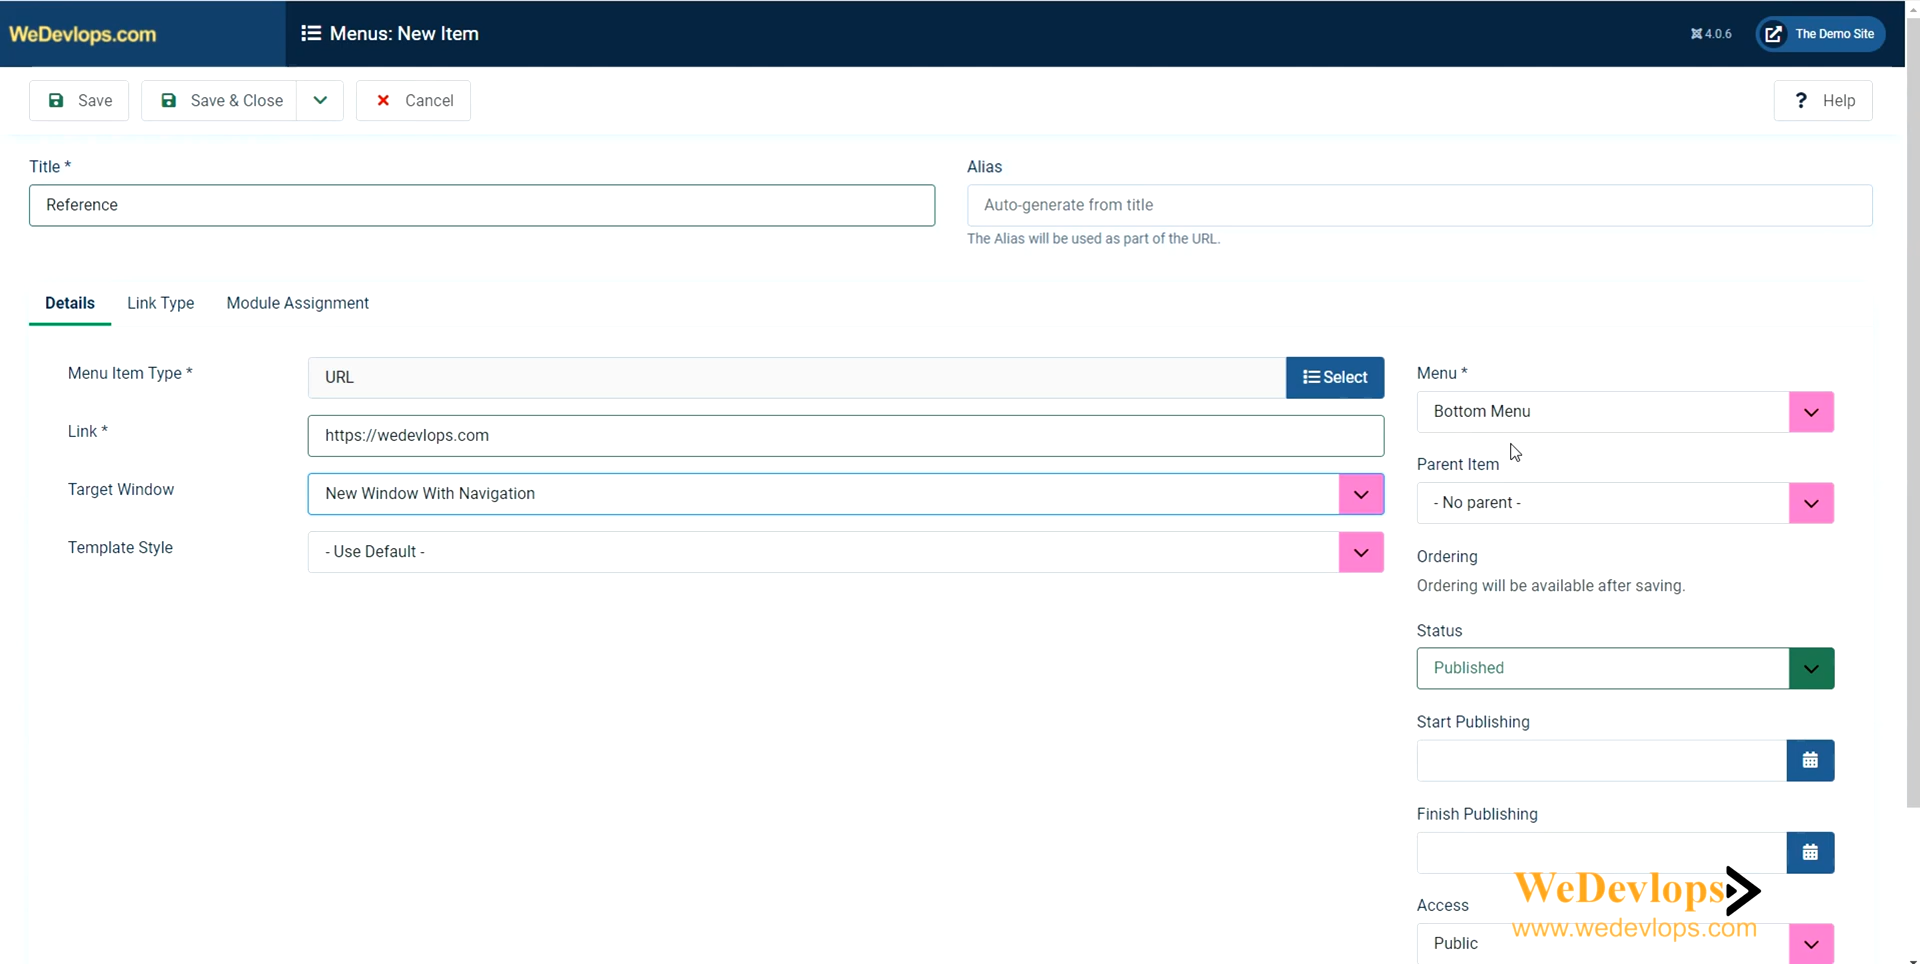 WeDevlops.com
Menus: New Item
4.0.6
The Demo Site
Save
Save & Close
Cancel
? Help
Title *
Alias
Reference
Auto-generate from title
The Alias will be used as part of the URL.
Details
Link Type
Module Assignment
Menu Item Type *
URL
Select
Menu *
Bottom Menu
Link *
https://wedevlops.com
Parent Item
Target Window
New Window With Navigation
- No parent -
Template Style
- Use Default -
Ordering
Ordering will be available after saving.
Status
Published
Start Publishing
Finish Publishing
WeDevlops
Access
www.wedevlops.com
Public